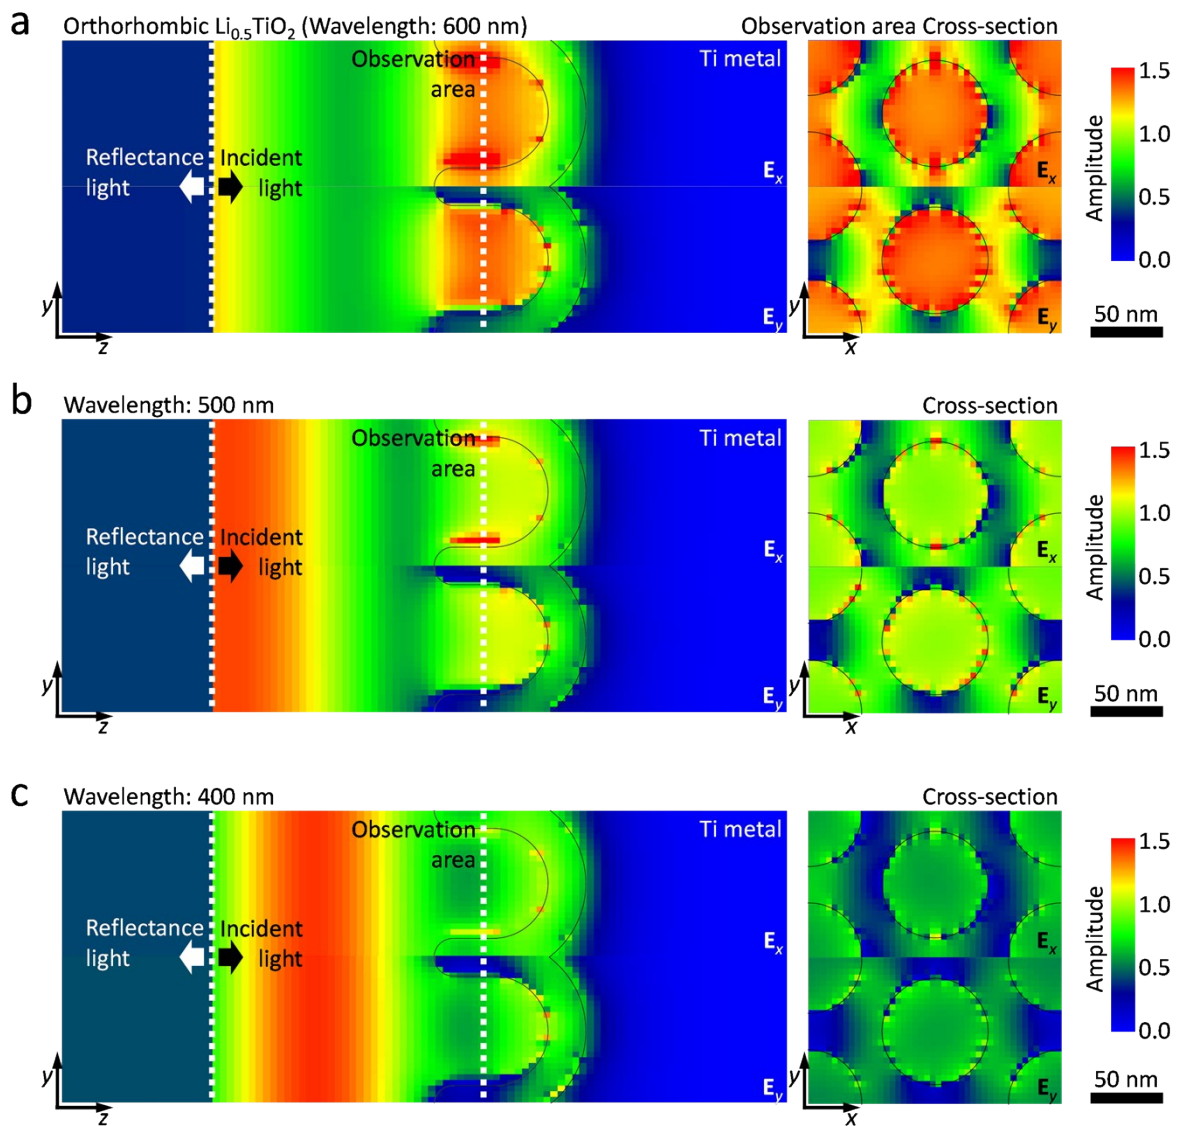 a
Orthorhombic Li0.5TiO2 (Wavelength: 600 nm)
Observation area Cross-section
Observation
area
Ti metal
Reflectance
light
Incident
light
Ex
Ey
y
z
Ex
Ey
y
x
1.5
1.0
0.5
0.0
Amplitude
50 nm
b
Wavelength: 500 nm
Cross-section
Observation
area
Ti metal
Reflectance
light
Incident
light
Ex
Ey
y
z
Ex
Ey
y
x
1.5
1.0
0.5
0.0
Amplitude
50 nm
c
Wavelength: 400 nm
Cross-section
Observation
area
Ti metal
Reflectance
light
Incident
light
Ex
Ey
y
z
Ex
Ey
y
x
1.5
1.0
0.5
0.0
Amplitude
50 nm